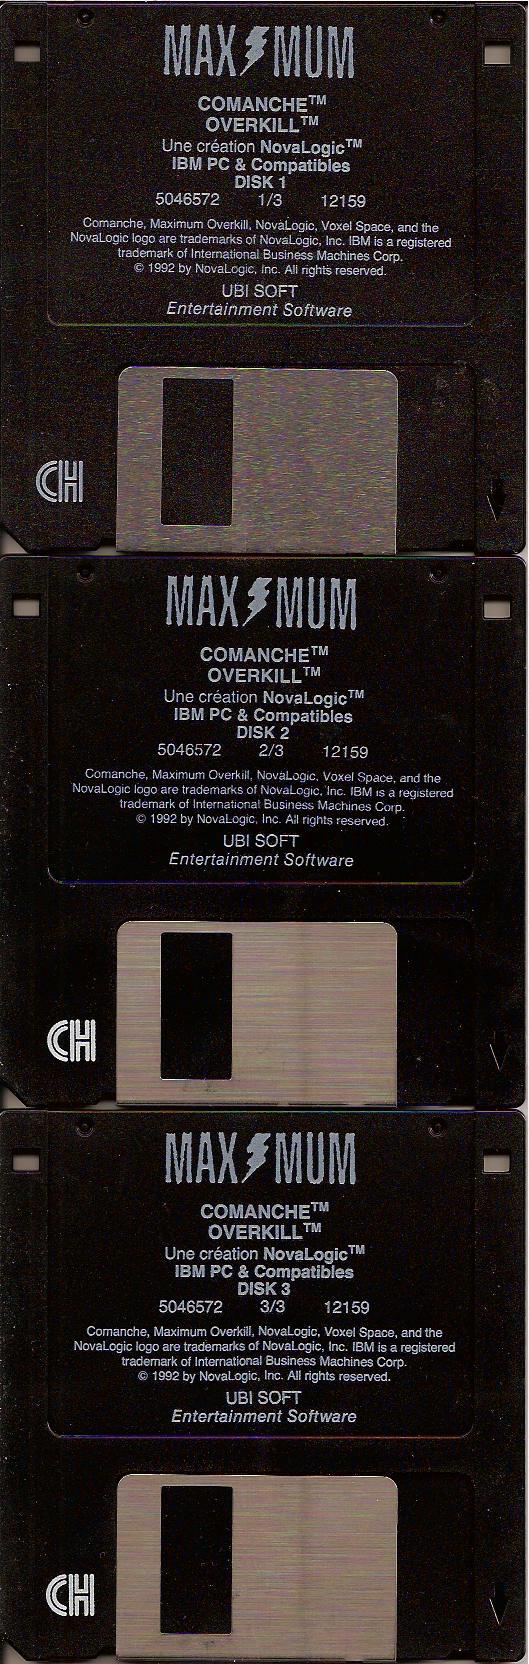 MAXIMUM
COMANCHE™
OVERKILL™
Une création NovaLogic™
IBM PC & Compatibles
DISK 1
5046572 1/3 12159
Comanche, Maximum Overkill, NovaLogic, Voxel Space, and the
NovaLogic logo are trademarks of NovaLogic, Inc. IBM is a registered
trademark of International Business Machines Corp.
© 1992 by NovaLogic, Inc. All rights reserved.
UBI SOFT
Entertainment Software
CH
MAXIMUM
COMANCHE™
OVERKILL™
Une création NovaLogic™
IBM PC & Compatibles
DISK 2
5046572 2/3 12159
Comanche, Maximum Overkill, NovaLogic, Voxel Space, and the
NovaLogic logo are trademarks of NovaLogic, Inc. IBM is a registered
trademark of International Business Machines Corp.
© 1992 by NovaLogic, Inc. All rights reserved.
UBI SOFT
Entertainment Software
CH
MAXIMUM
COMANCHE™
OVERKILL™
Une création NovaLogic™
IBM PC & Compatibles
DISK 3
5046572 3/3 12159
Comanche, Maximum Overkill, NovaLogic, Voxel Space, and the
NovaLogic logo are trademarks of NovaLogic, Inc. IBM is a registered
trademark of International Business Machines Corp.
© 1992 by NovaLogic, Inc. All rights reserved.
UBI SOFT
Entertainment Software
CH